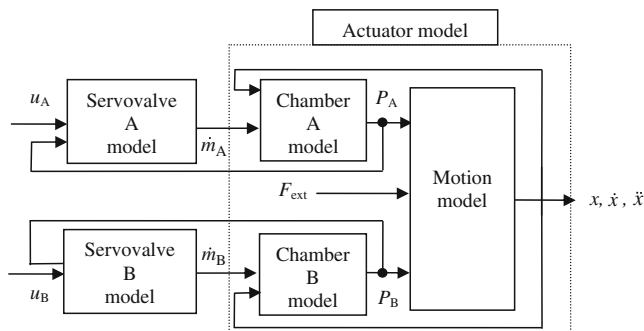 Actuator model
u_A
Servovalve
A
model
ṁ_A
Chamber
A
model
P_A
F_ext
Motion
model
x, ẋ, ẍ
u_B
Servovalve
B
model
ṁ_B
Chamber
B
model
P_B